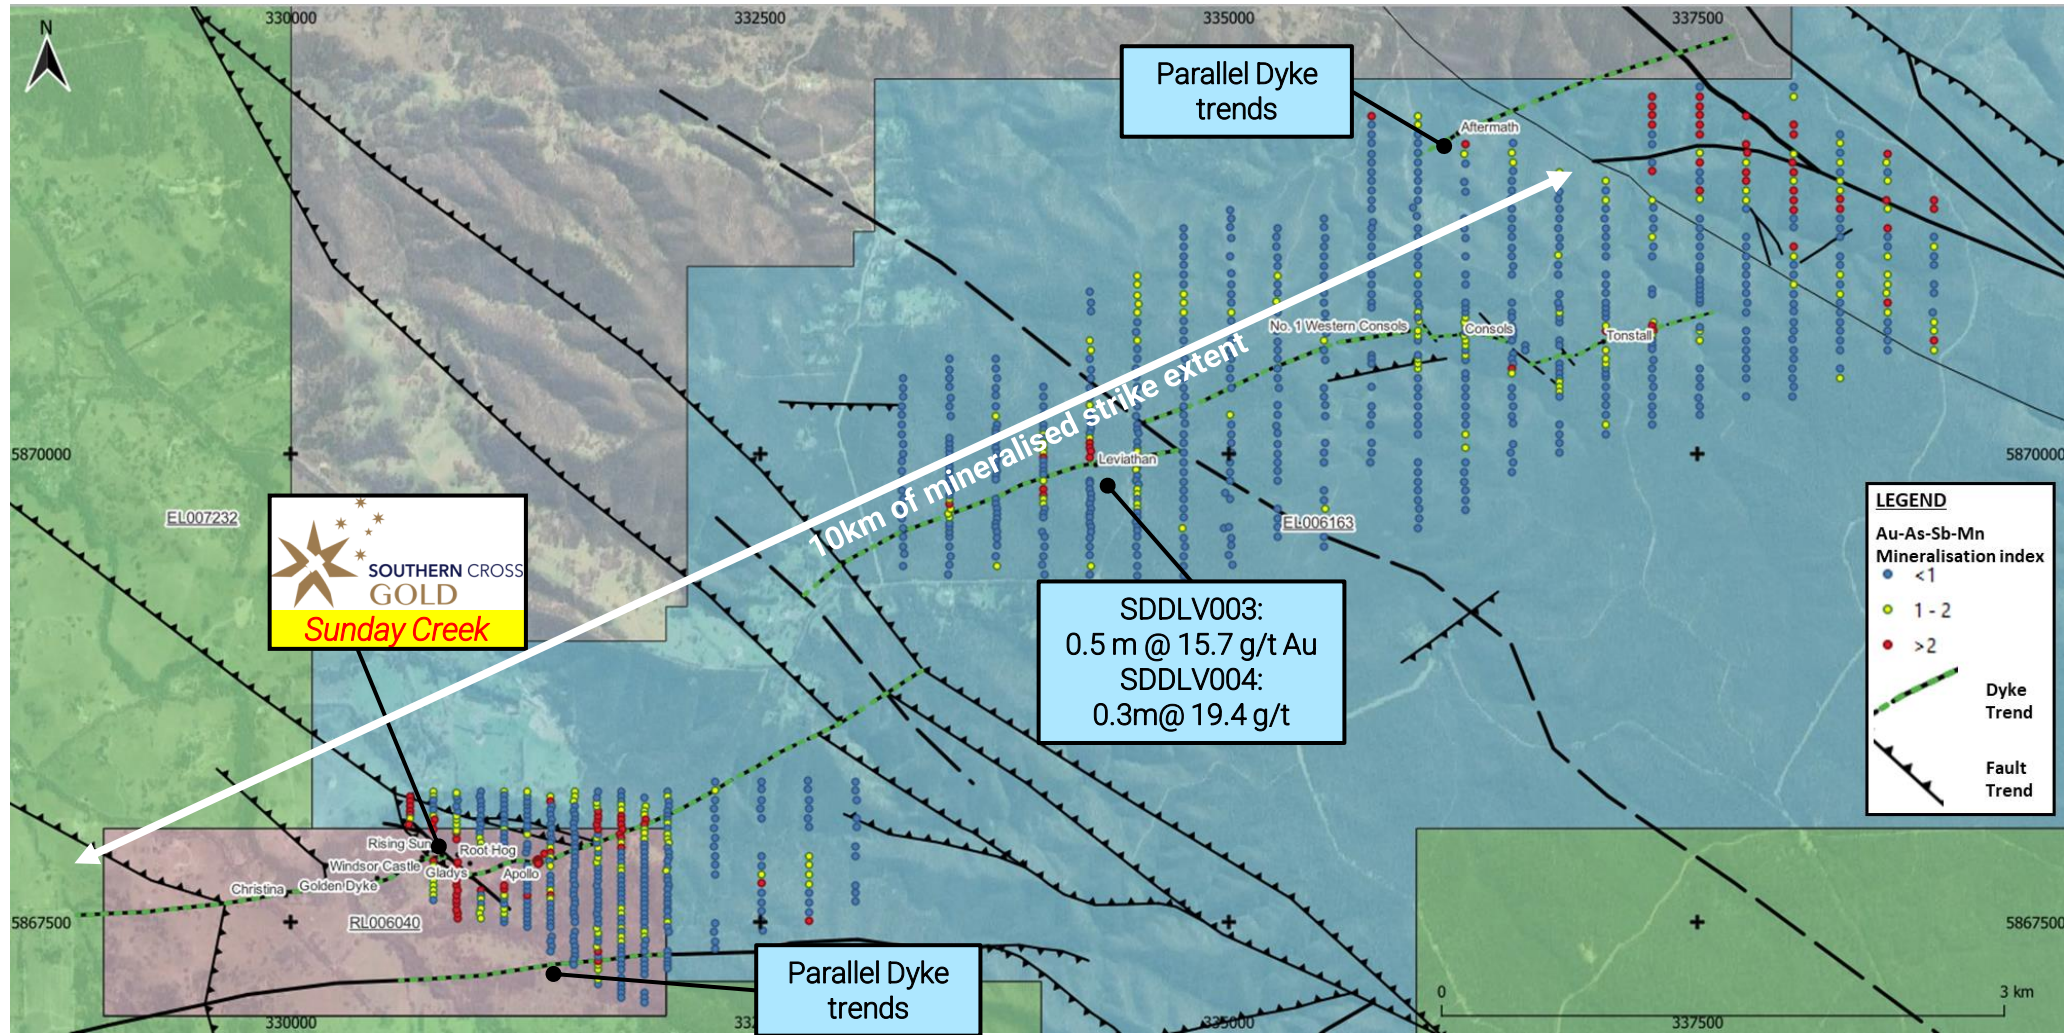 N
330000
332500
335000
337500
Parallel Dyke
trends
Aftermath
No. 1 Western Consols
Consols
Tonstall
10km of mineralised strike extent
Leviathan
5870000
5870000
EL007232
EL006163
SOUTHERN CROSS
GOLD
Sunday Creek
SDDLV003:
0.5 m @ 15.7 g/t Au
SDDLV004:
0.3m@ 19.4 g/t
LEGEND
Au-As-Sb-Mn
Mineralisation index
<1
1 - 2
>2
Dyke
Trend
Fault
Trend
Rising Sun
Root Hog
Windsor Castle
Gladys
Apollo
Christina
Golden Dyke
RL006040
5867500
5867500
Parallel Dyke
trends
0
3 km
330000
335000
337500